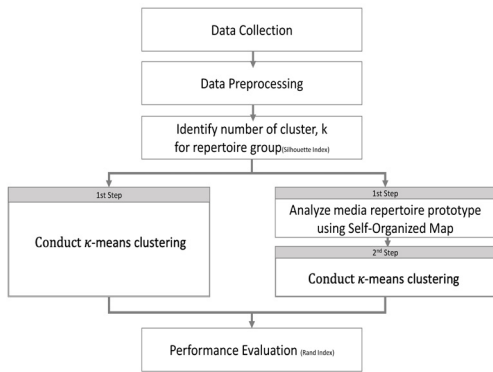 Data Collection
Data Preprocessing
Identify number of cluster, k
for repertoire group(Silhouette Index)
1st Step
Conduct κ-means clustering
1st Step
Analyze media repertoire prototype
using Self-Organized Map
2nd Step
Conduct κ-means clustering
Performance Evaluation (Rand Index)